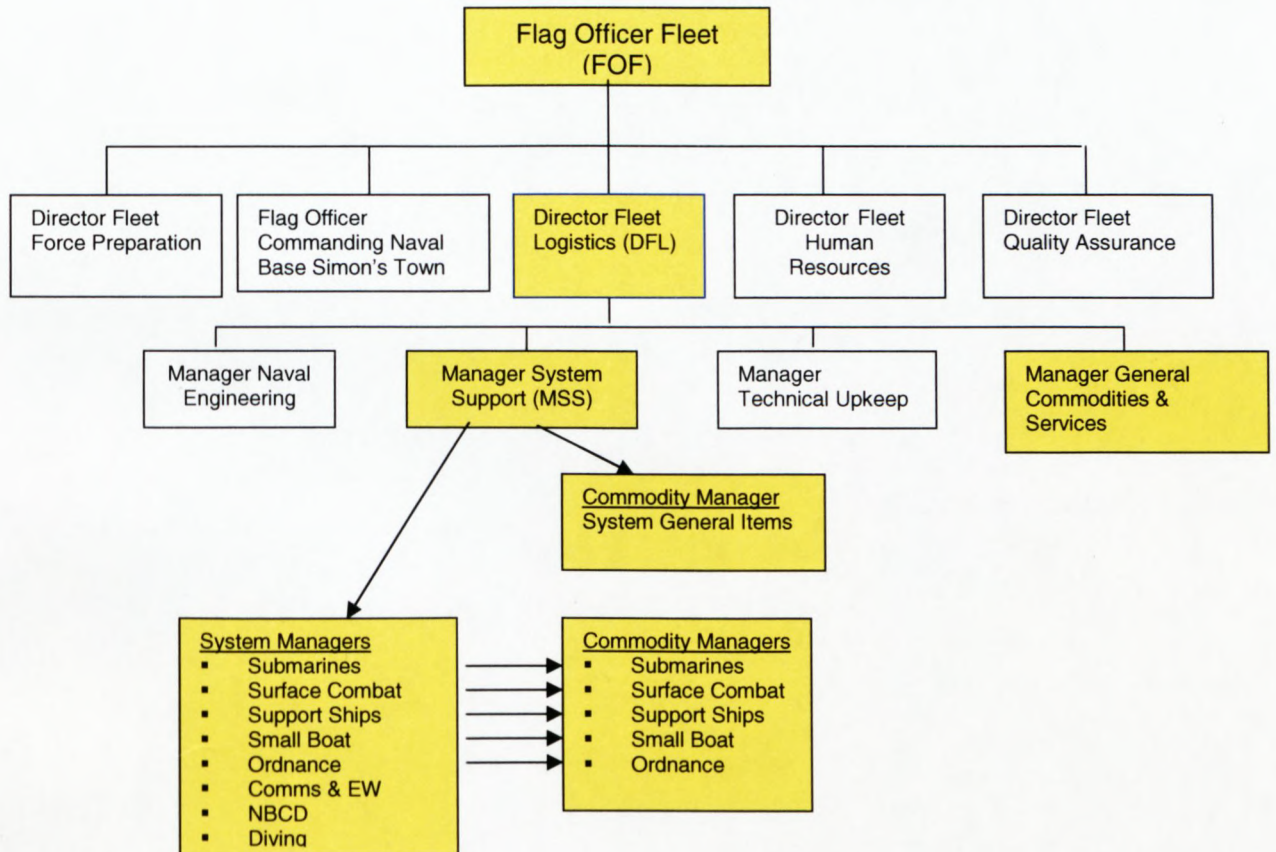 Flag Officer Fleet
(FOF)
Director Fleet
Force Preparation
Flag Officer
Commanding Naval
Base Simon's Town
Director Fleet
Logistics (DFL)
Director Fleet
Human
Resources
Director Fleet
Quality Assurance
Manager Naval
Engineering
Manager System
Support (MSS)
Manager
Technical Upkeep
Manager General
Commodities &
Services
Commodity Manager
System General Items
System Managers
▪ Submarines
▪ Surface Combat
▪ Support Ships
▪ Small Boat
▪ Ordnance
▪ Comms & EW
▪ NBCD
▪ Diving
Commodity Managers
▪ Submarines
▪ Surface Combat
▪ Support Ships
▪ Small Boat
▪ Ordnance